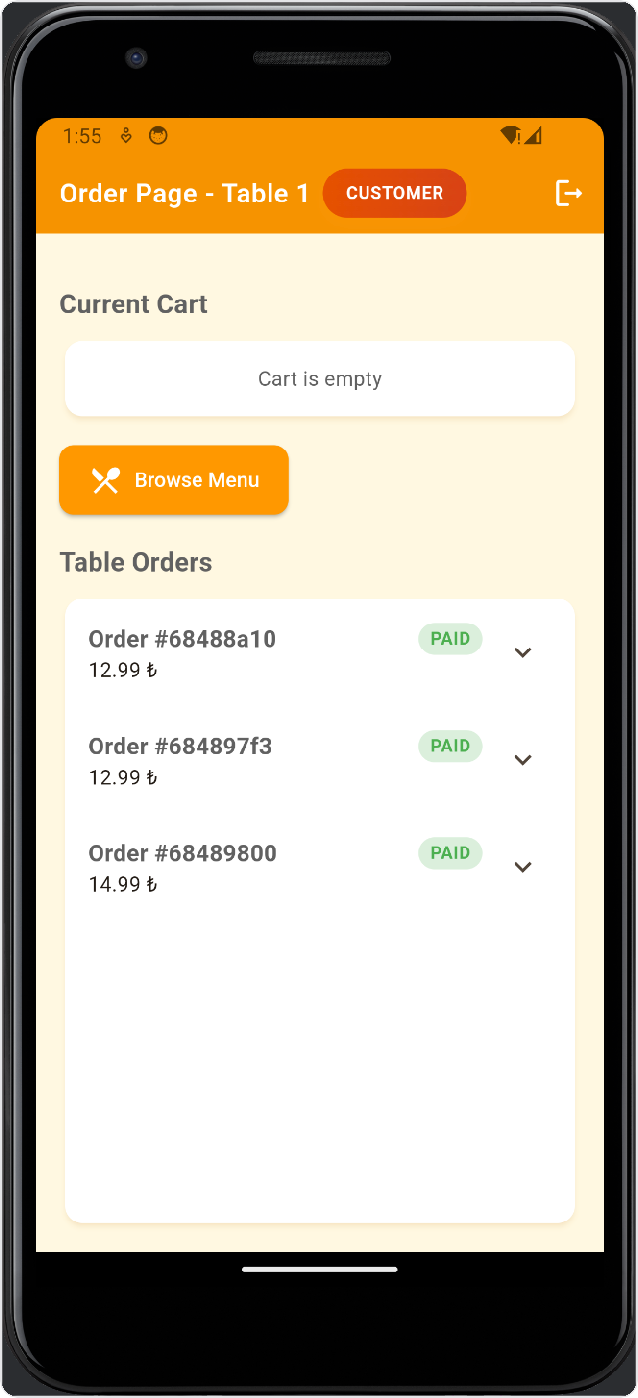 1:55
Order Page - Table 1 CUSTOMER
Current Cart
Cart is empty
Browse Menu
Table Orders
Order #68488a10 PAID
12.99 ₺
Order #684897f3 PAID
12.99 ₺
Order #68489800 PAID
14.99 ₺